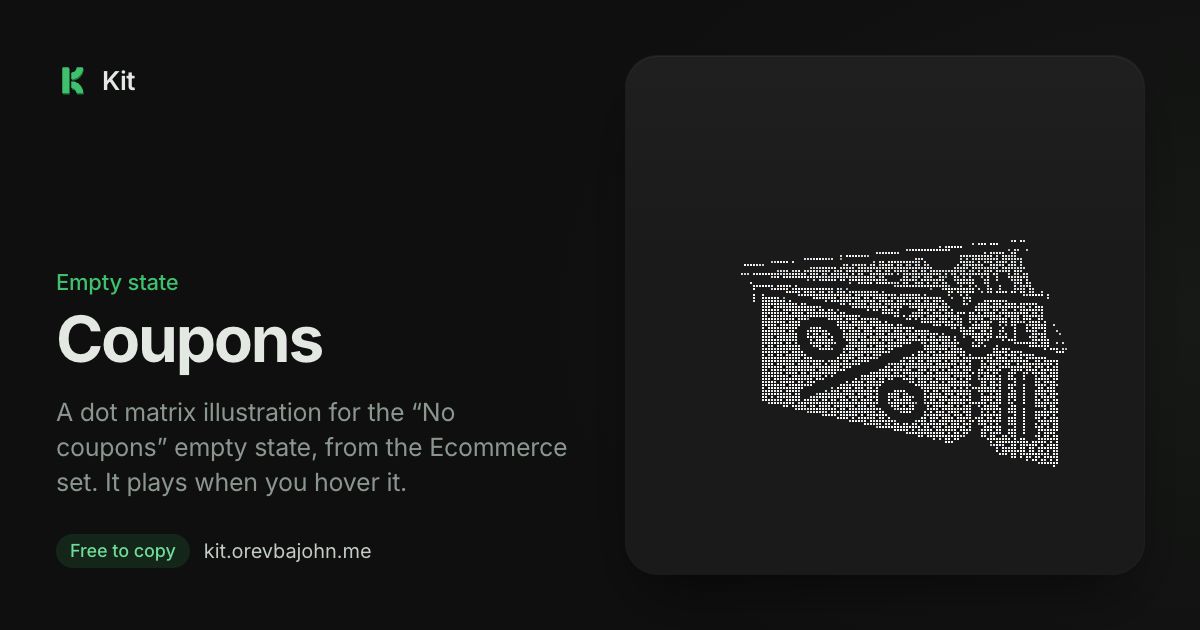 Kit
Empty state
Coupons
A dot matrix illustration for the “No
coupons” empty state, from the Ecommerce
set. It plays when you hover it.
Free to copy
kit.orevbajohn.me